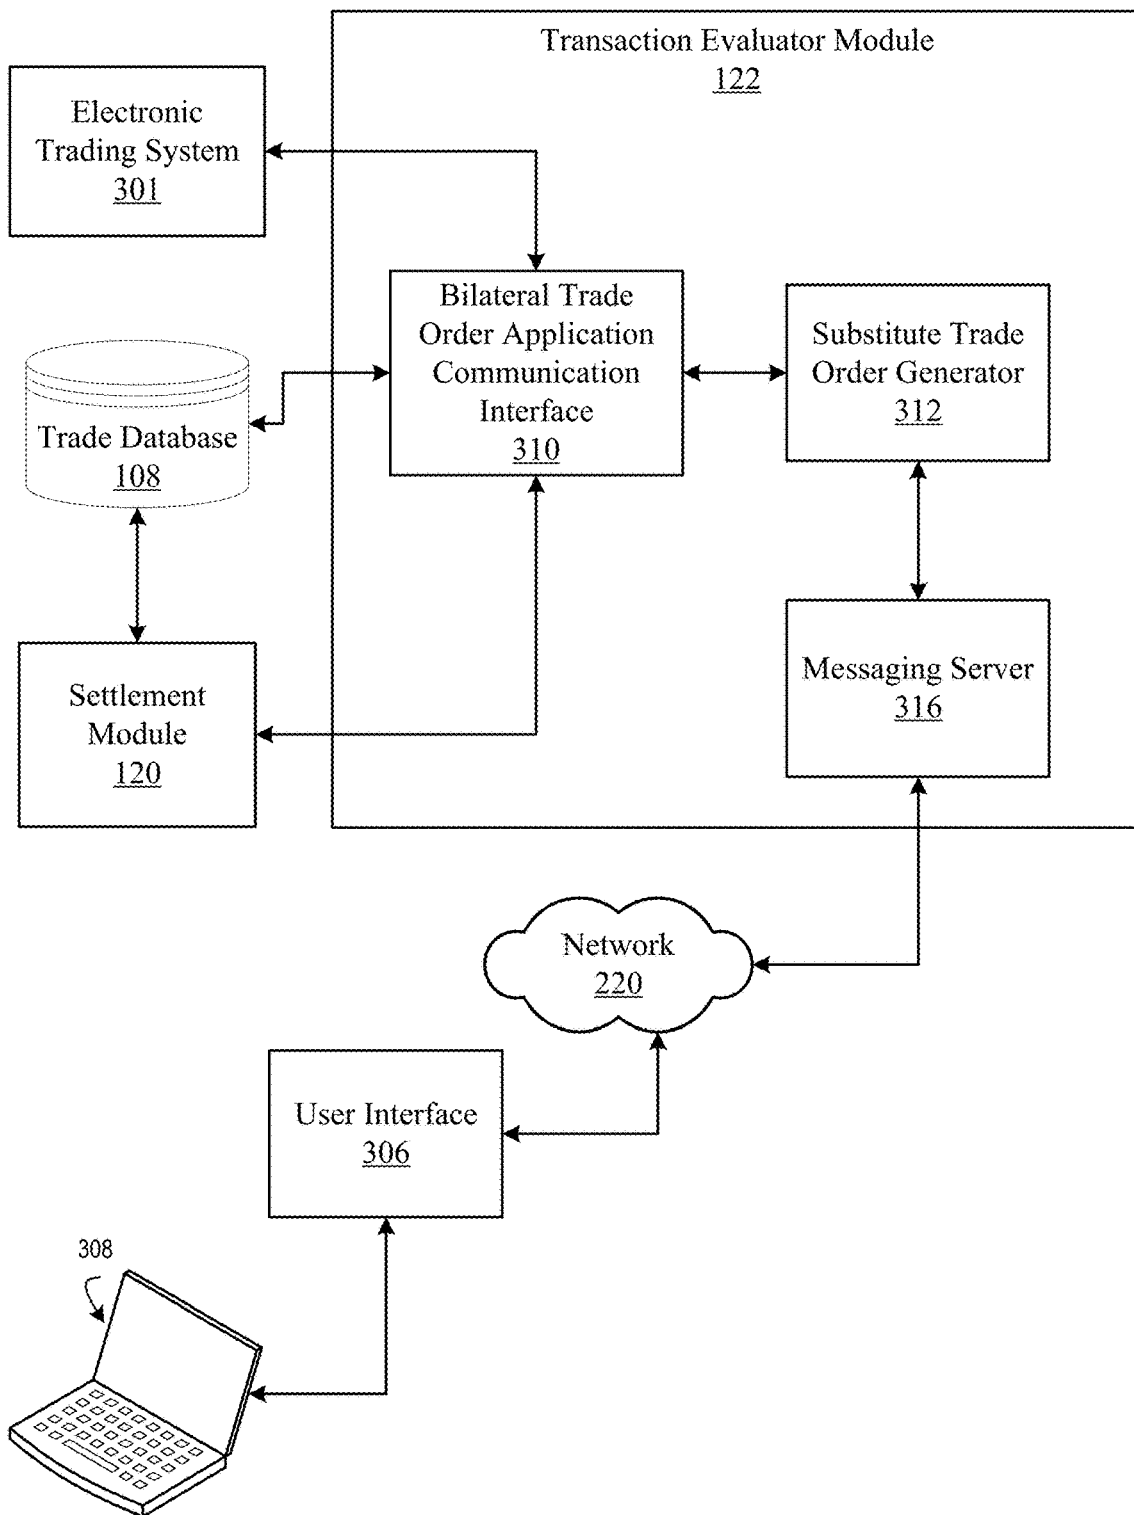 Transaction Evaluator Module
122
Electronic
Trading System
301
Bilateral Trade
Order Application
Communication
Interface
310
Substitute Trade
Order Generator
312
Trade Database
108
Settlement
Module
120
Messaging Server
316
Network
220
User Interface
306
308